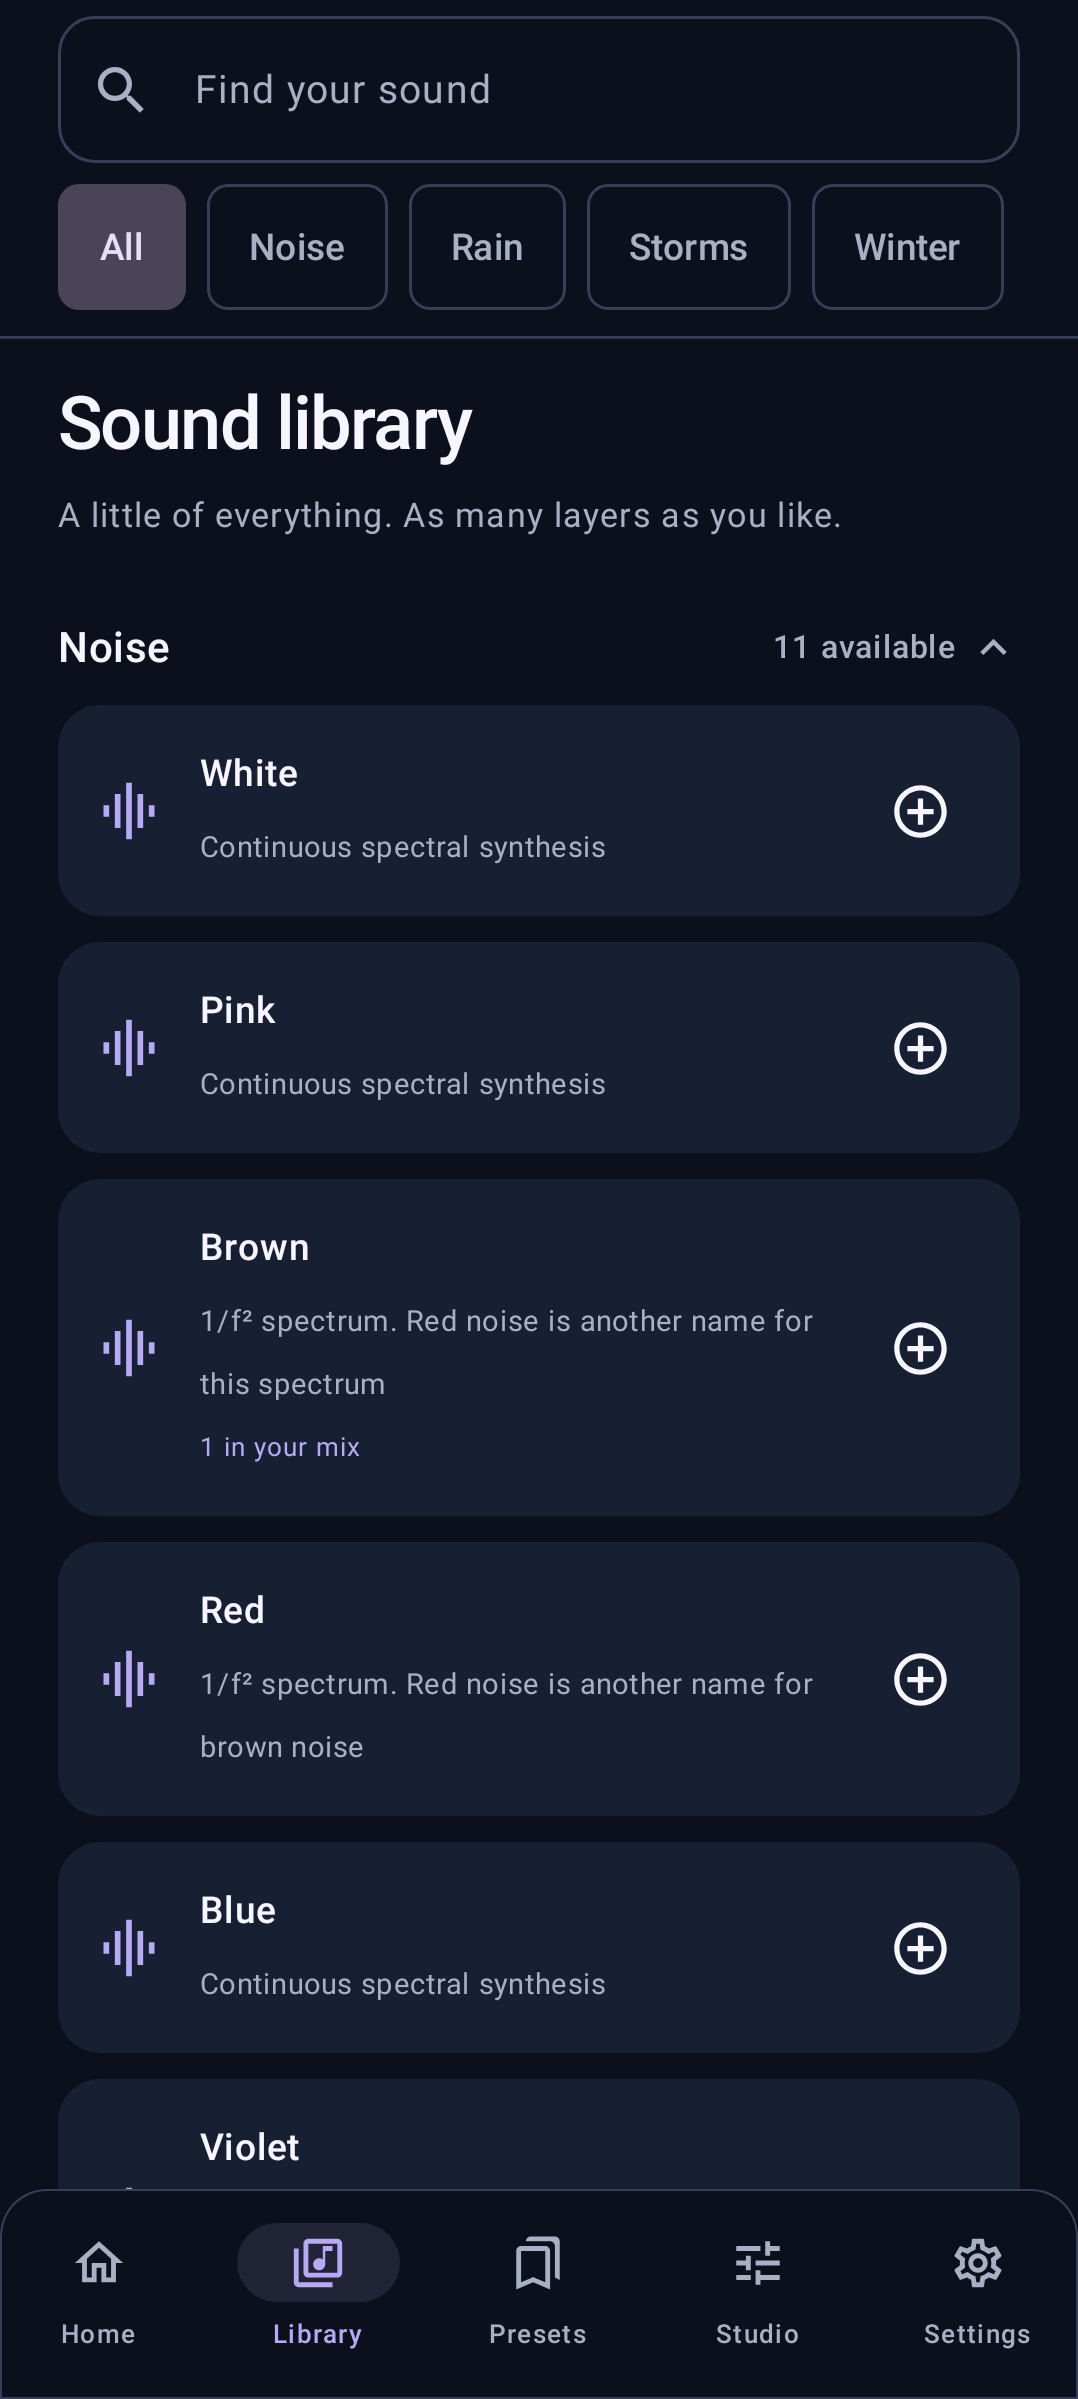 Find your sound
All
Noise
Rain
Storms
Winter
Sound library
A little of everything. As many layers as you like.
Noise
11 available
White
Continuous spectral synthesis
Pink
Continuous spectral synthesis
Brown
1/f² spectrum. Red noise is another name for
this spectrum
1 in your mix
Red
1/f² spectrum. Red noise is another name for
brown noise
Blue
Continuous spectral synthesis
Violet
Home
Library
Presets
Studio
Settings